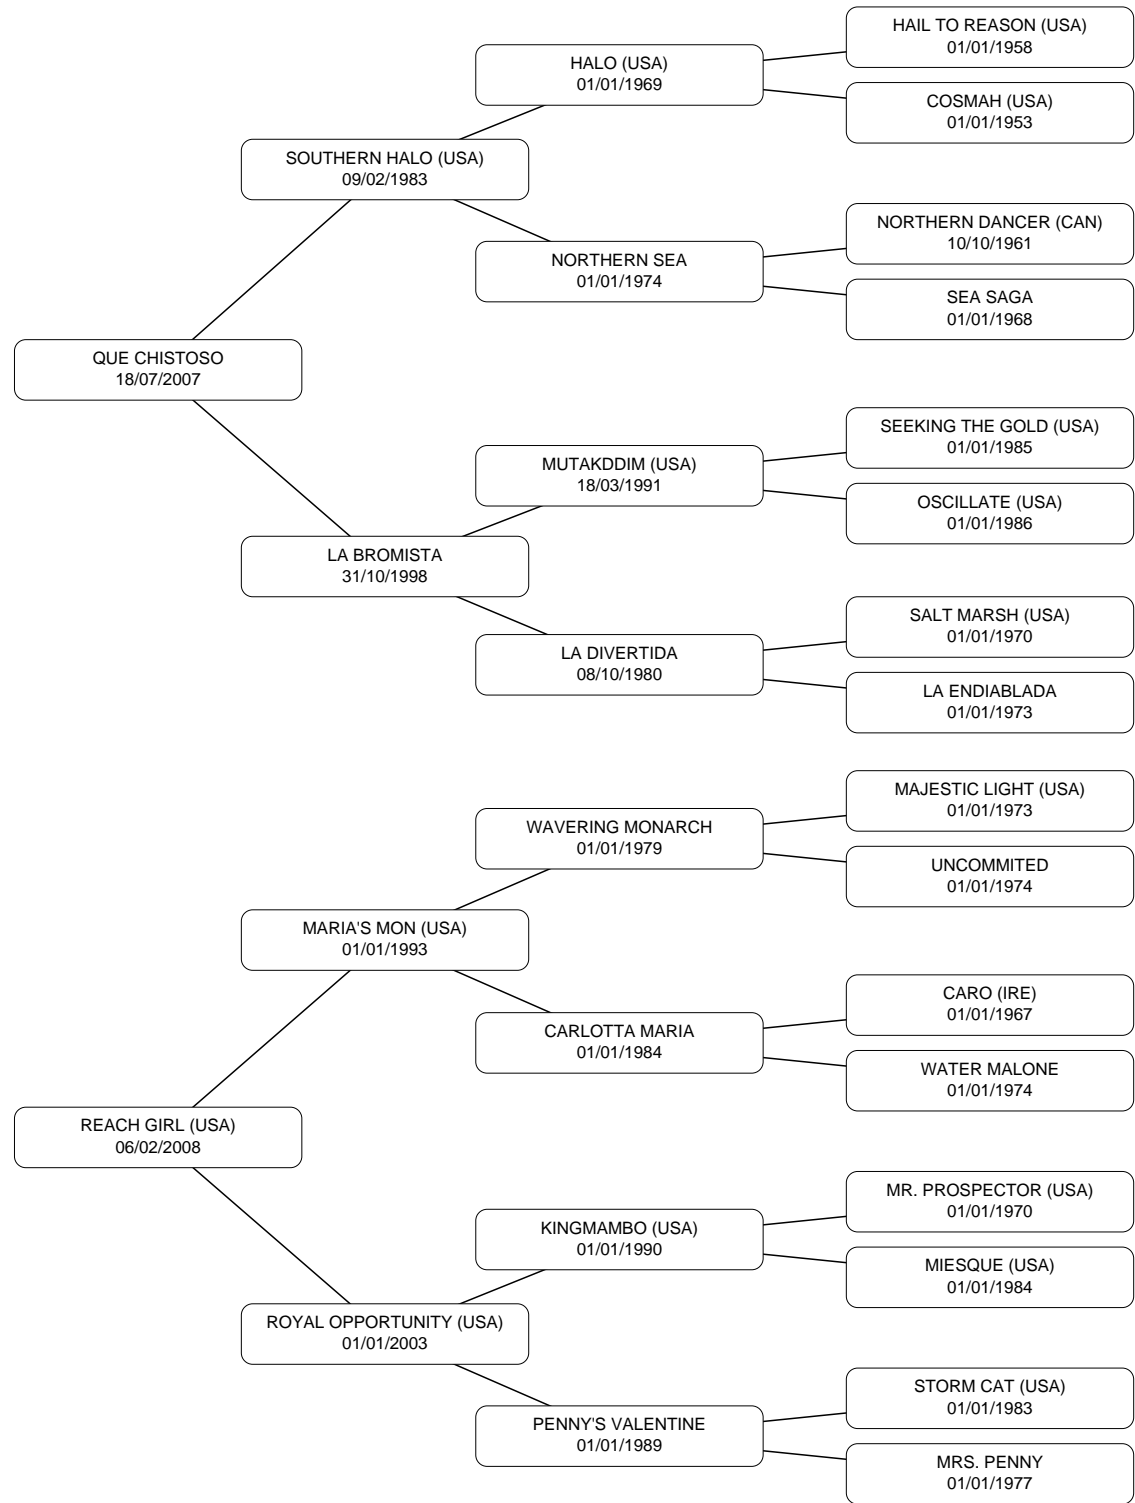 HAIL TO REASON (USA)
01/01/1958
HALO (USA)
01/01/1969
COSMAH (USA)
01/01/1953
SOUTHERN HALO (USA)
09/02/1983
NORTHERN DANCER (CAN)
10/10/1961
NORTHERN SEA
01/01/1974
SEA SAGA
01/01/1968
QUE CHISTOSO
18/07/2007
SEEKING THE GOLD (USA)
01/01/1985
MUTAKDDIM (USA)
18/03/1991
OSCILLATE (USA)
01/01/1986
LA BROMISTA
31/10/1998
SALT MARSH (USA)
01/01/1970
LA DIVERTIDA
08/10/1980
LA ENDIABLADA
01/01/1973
MAJESTIC LIGHT (USA)
01/01/1973
WAVERING MONARCH
01/01/1979
UNCOMMITED
01/01/1974
MARIA'S MON (USA)
01/01/1993
CARO (IRE)
01/01/1967
CARLOTTA MARIA
01/01/1984
WATER MALONE
01/01/1974
REACH GIRL (USA)
06/02/2008
MR. PROSPECTOR (USA)
01/01/1970
KINGMAMBO (USA)
01/01/1990
MIESQUE (USA)
01/01/1984
ROYAL OPPORTUNITY (USA)
01/01/2003
STORM CAT (USA)
01/01/1983
PENNY'S VALENTINE
01/01/1989
MRS. PENNY
01/01/1977